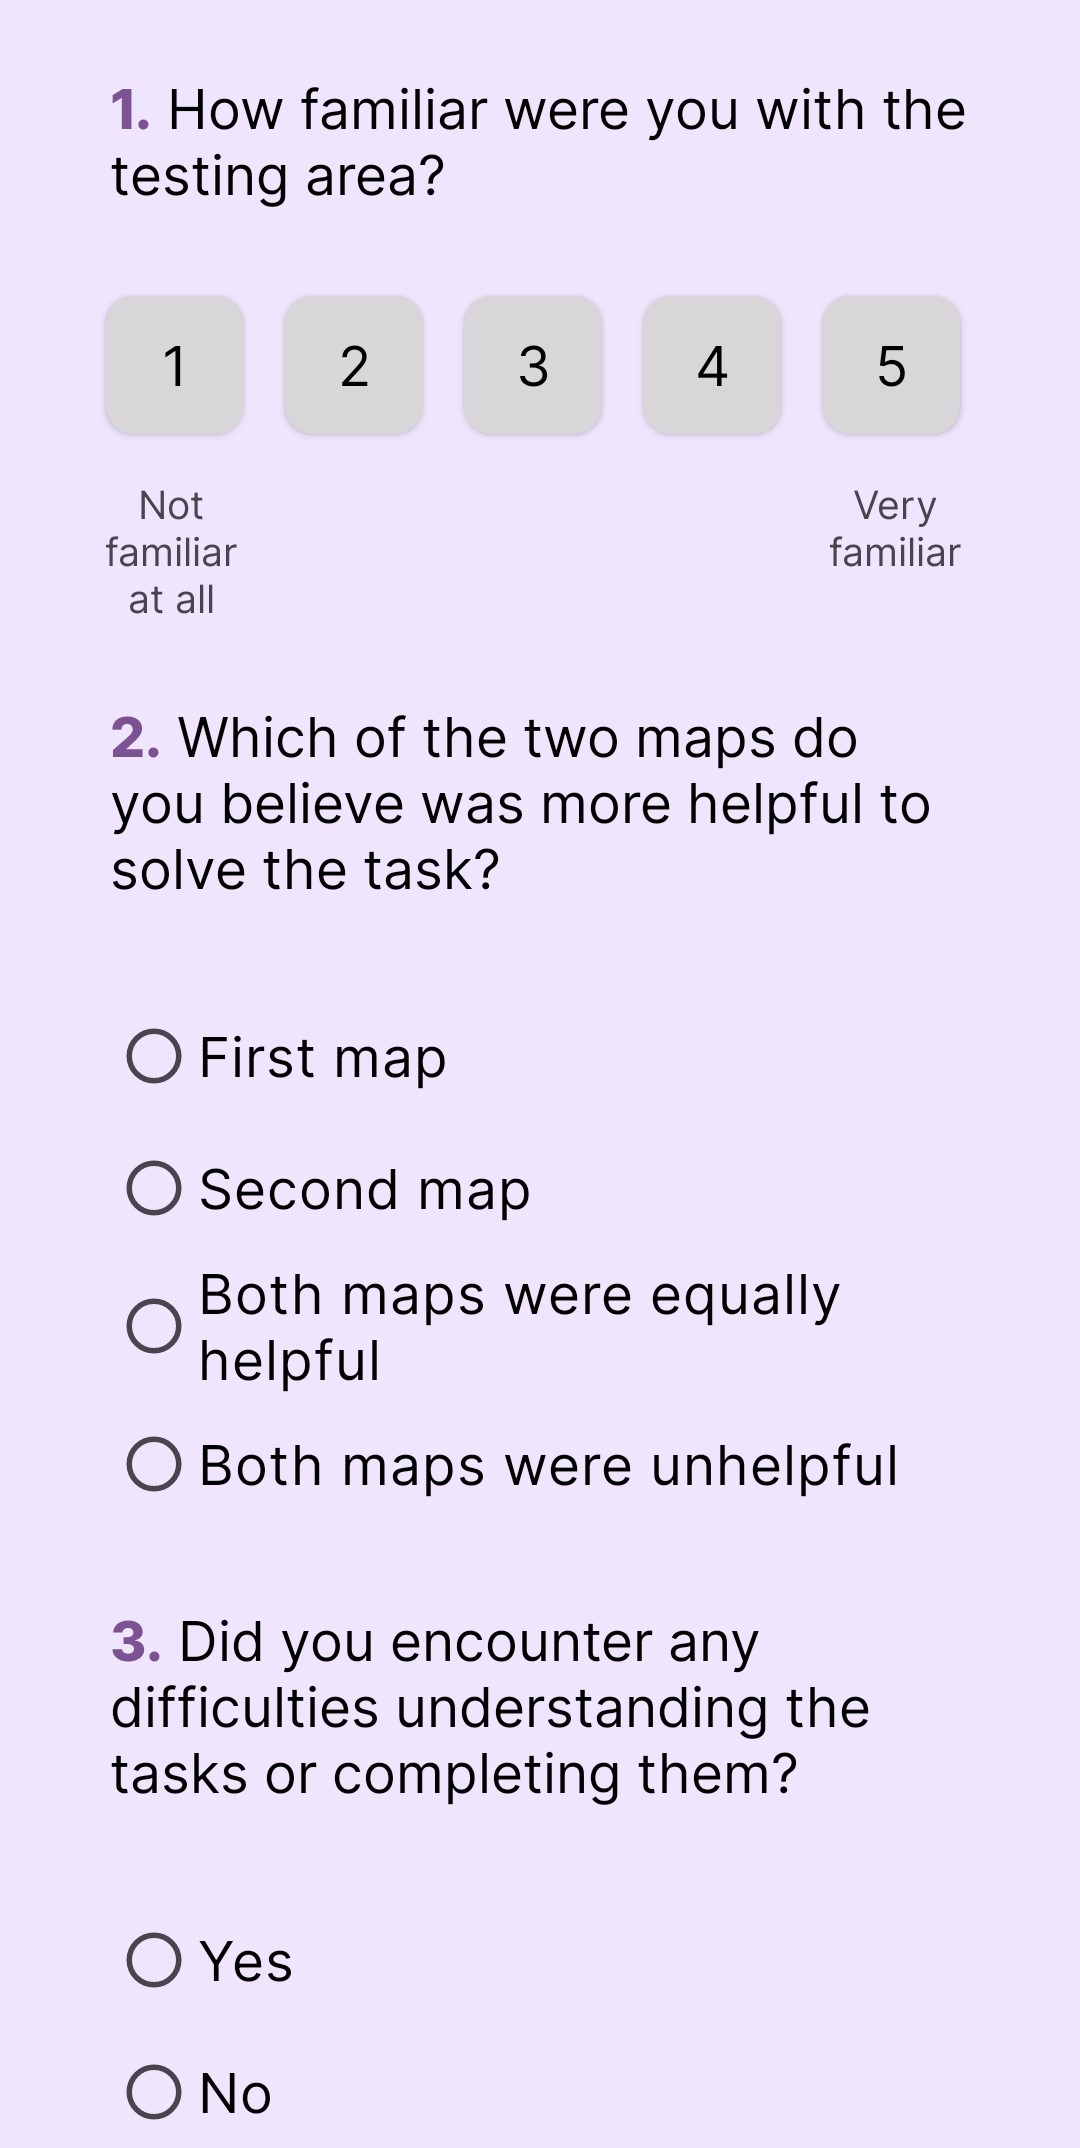 1. How familiar were you with the
testing area?
1 2 3 4 5
Not
familiar
at all
Very
familiar
2. Which of the two maps do
you believe was more helpful to
solve the task?
First map
Second map
Both maps were equally
helpful
Both maps were unhelpful
3. Did you encounter any
difficulties understanding the
tasks or completing them?
Yes
No